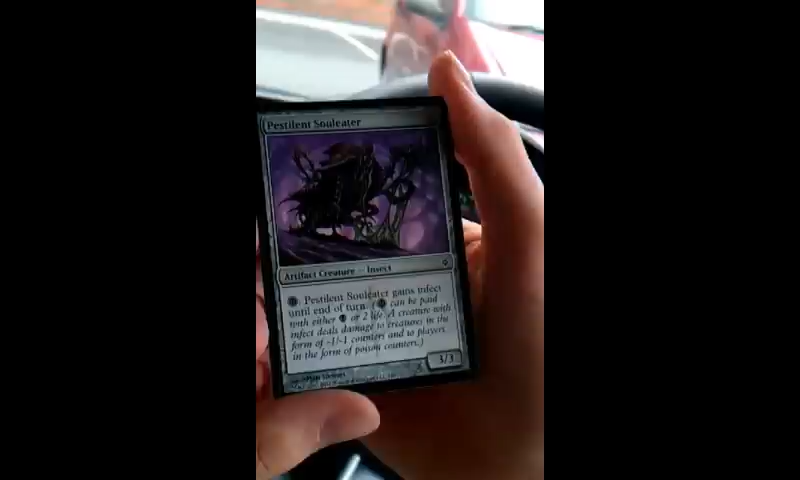 Pestilent Souleater
Artifact Creature — Insect
: Pestilent Souleater gains infect
until end of turn. ( can be paid
with either or 2 life. A creature with
infect deals damage to creatures in the
form of -1/-1 counters and to players
in the form of poison counters.)
3/3